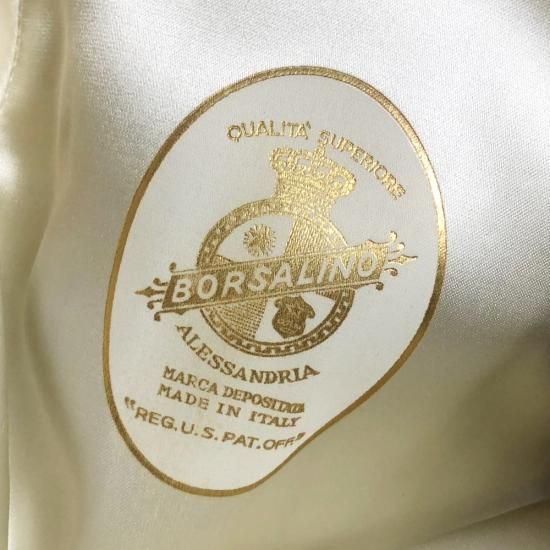 QUALITA' SUPERIORE
BORSALINO
ALESSANDRIA
MARCA DEPOSITATA
MADE IN ITALY
"REG.U.S.PAT.OFF."